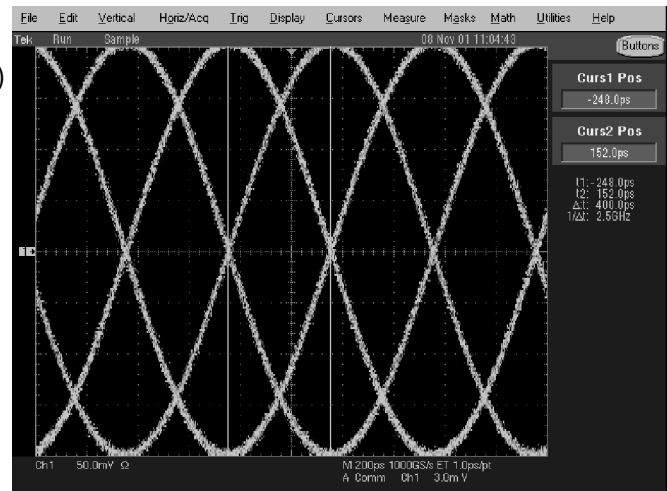 File Edit Vertical Horiz/Acq Trig Display Cursors Measure Masks Math Utilities Help
Tek Run Sample 08 Nov 01 11:04:43 Buttons
)
Curs1 Pos
-248.0ps
Curs2 Pos
152.0ps
t1: -248.0ps
t2: 152.0ps
Δt: 400.0ps
1/Δt: 2.5GHz
1
Ch1 50.0mV Ω M 200ps 1000GS/s ET 1.0ps/pt
A Comm Ch1 3.0mV